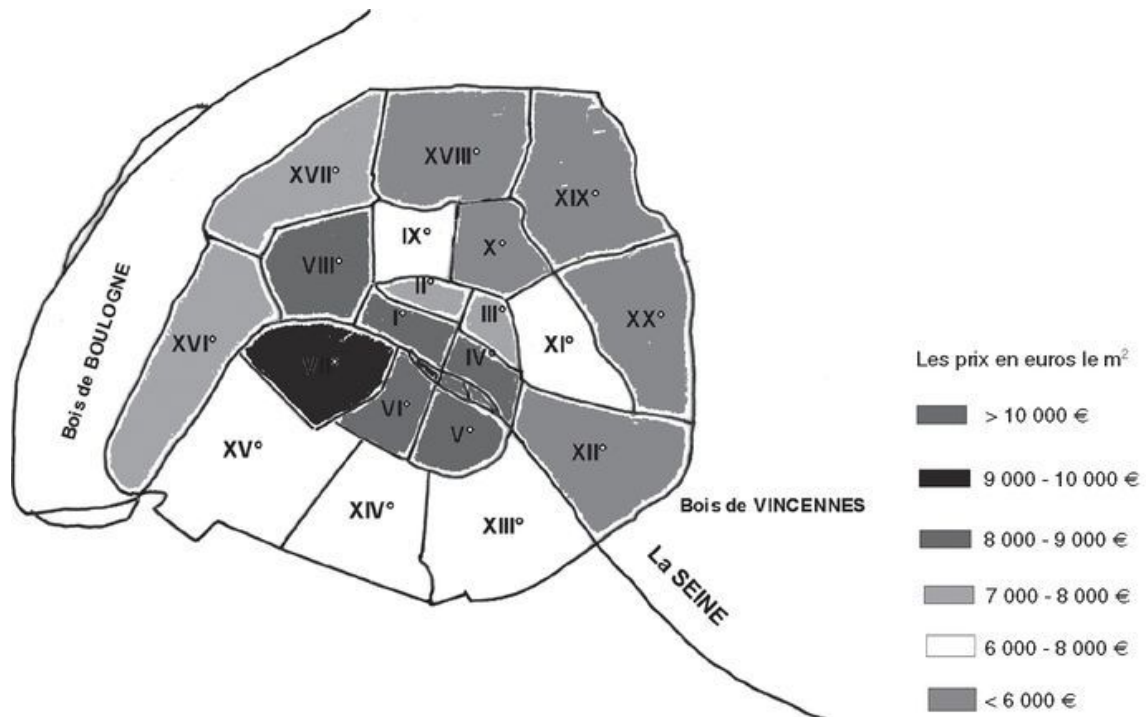 XVIII°
XVII°
XIX°
IX°
X°
VIII°
II°
III°
I°
XX°
XVI°
IV°
XI°
VI°
V°
XV°
XII°
XIV°
XIII°
Bois de BOULOGNE
Bois de VINCENNES
La SEINE
Les prix en euros le m²
> 10 000 €
9 000 - 10 000 €
8 000 - 9 000 €
7 000 - 8 000 €
6 000 - 8 000 €
< 6 000 €